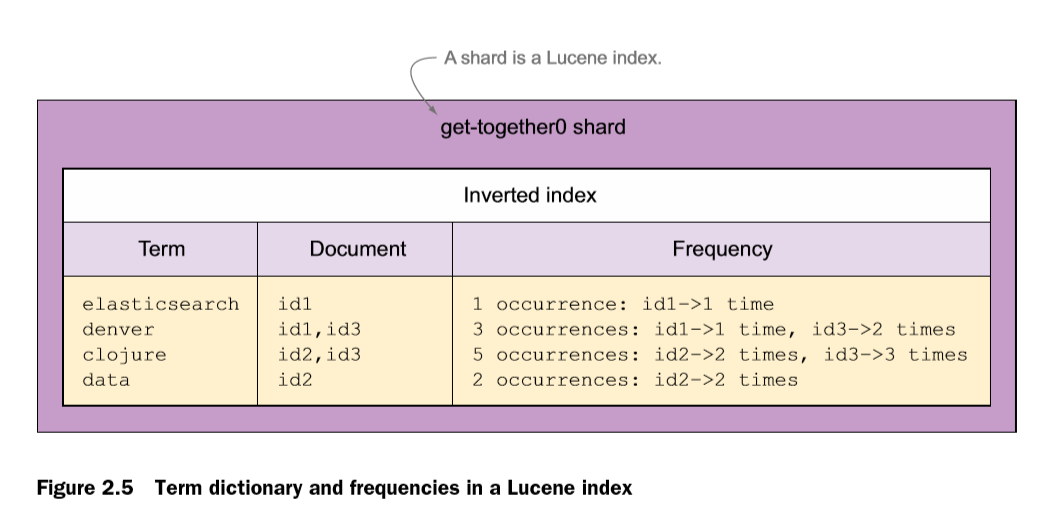 A shard is a Lucene index.
get-together0 shard
Inverted index
Term Document Frequency
elasticsearch id1 1 occurrence: id1->1 time
denver id1,id3 3 occurrences: id1->1 time, id3->2 times
clojure id2,id3 5 occurrences: id2->2 times, id3->3 times
data id2 2 occurrences: id2->2 times
Figure 2.5 Term dictionary and frequencies in a Lucene index